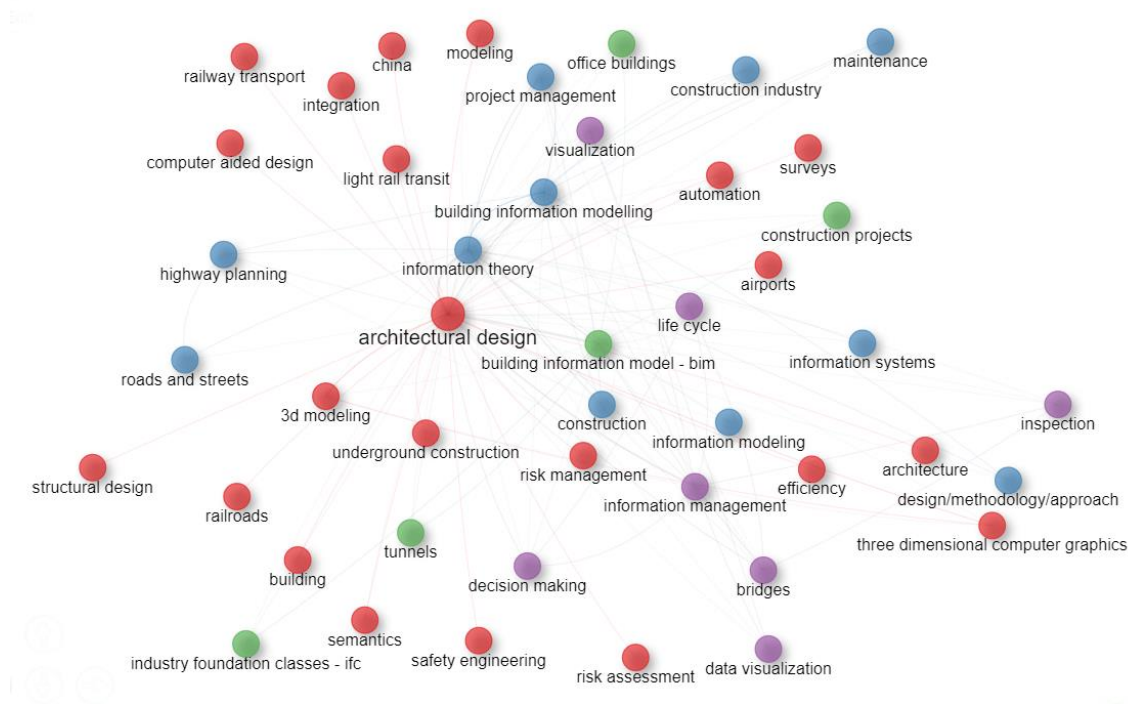 modeling
china
office buildings
maintenance
railway transport
integration
project management
construction industry
visualization
computer aided design
light rail transit
surveys
automation
building information modelling
construction projects
highway planning
information theory
airports
life cycle
architectural design
building information model - bim
information systems
roads and streets
3d modeling
construction
inspection
underground construction
information modeling
structural design
risk management
architecture
railroads
information management
efficiency
design/methodology/approach
three dimensional computer graphics
tunnels
building
decision making
bridges
semantics
industry foundation classes - ifc
safety engineering
risk assessment
data visualization